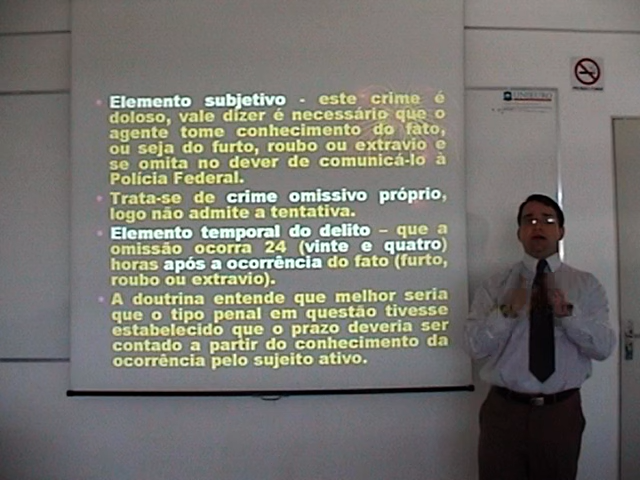 Elemento subjetivo - este crime é
doloso, vale dizer é necessário que o
agente tome conhecimento do fato,
ou seja do furto, roubo ou extravio e
se omita no dever de comunicá-lo à
Polícia Federal.
Trata-se de crime omissivo próprio,
logo não admite a tentativa.
Elemento temporal do delito – que a
omissão ocorra 24 (vinte e quatro)
horas após a ocorrência do fato (furto,
roubo ou extravio).
A doutrina entende que melhor seria
que o tipo penal em questão tivesse
estabelecido que o prazo deveria ser
contado a partir do conhecimento da
ocorrência pelo sujeito ativo.